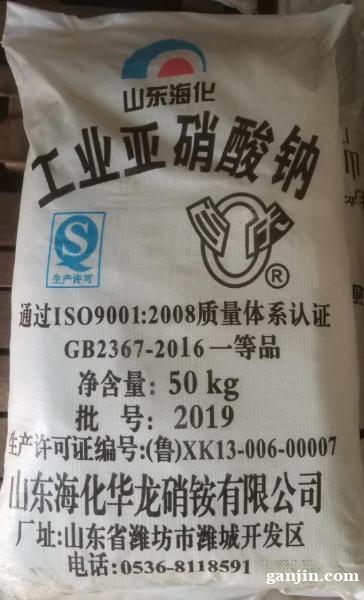 山东海化
工业亚硝酸钠
生产许可
®
通过ISO9001:2008质量体系认证
GB2367-2016一等品
净含量: 50 kg
批 号: 2019
生产许可证编号:(鲁)XK13-006-00007
山东海化华龙硝铵有限公司
厂址:山东省潍坊市潍城开发区
电话: 0536-8118591
ganjin.com